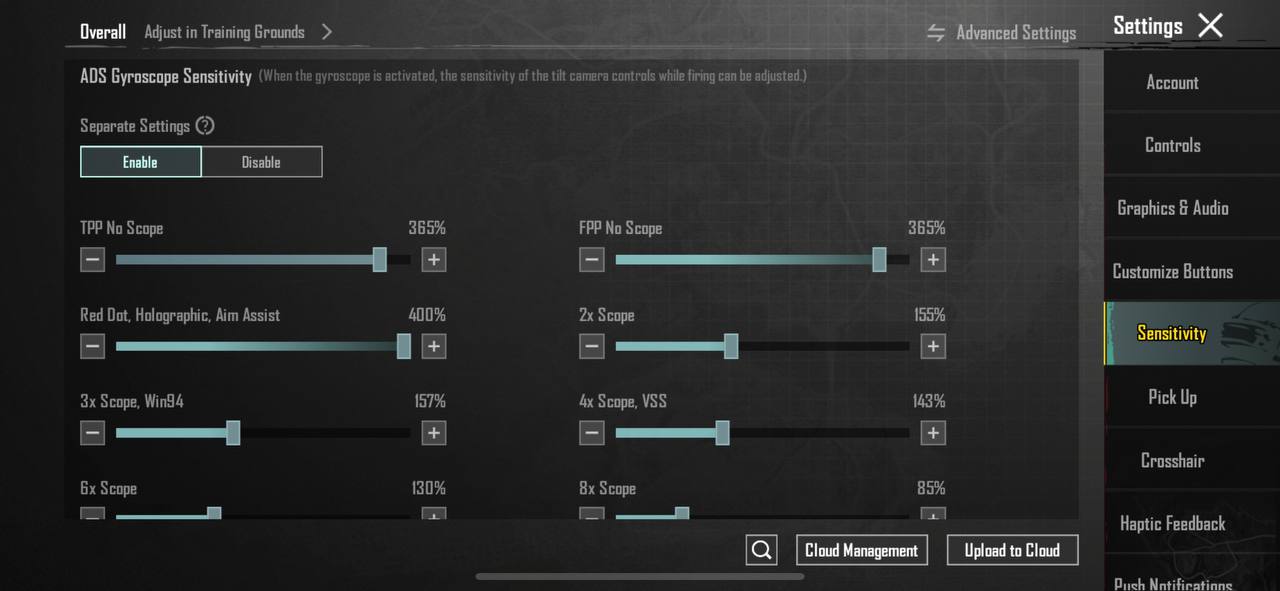 Overall Adjust in Training Grounds Advanced Settings Settings
ADS Gyroscope Sensitivity (When the gyroscope is activated, the sensitivity of the tilt camera controls while firing can be adjusted.)
Separate Settings ?
Enable Disable
TPP No Scope 365% FPP No Scope 365%
Red Dot, Holographic, Aim Assist 400% 2x Scope 155%
3x Scope, Win94 157% 4x Scope, VSS 143%
6x Scope 130% 8x Scope 85%
Cloud Management Upload to Cloud
Account
Controls
Graphics & Audio
Customize Buttons
Sensitivity
Pick Up
Crosshair
Haptic Feedback
Push Notifications